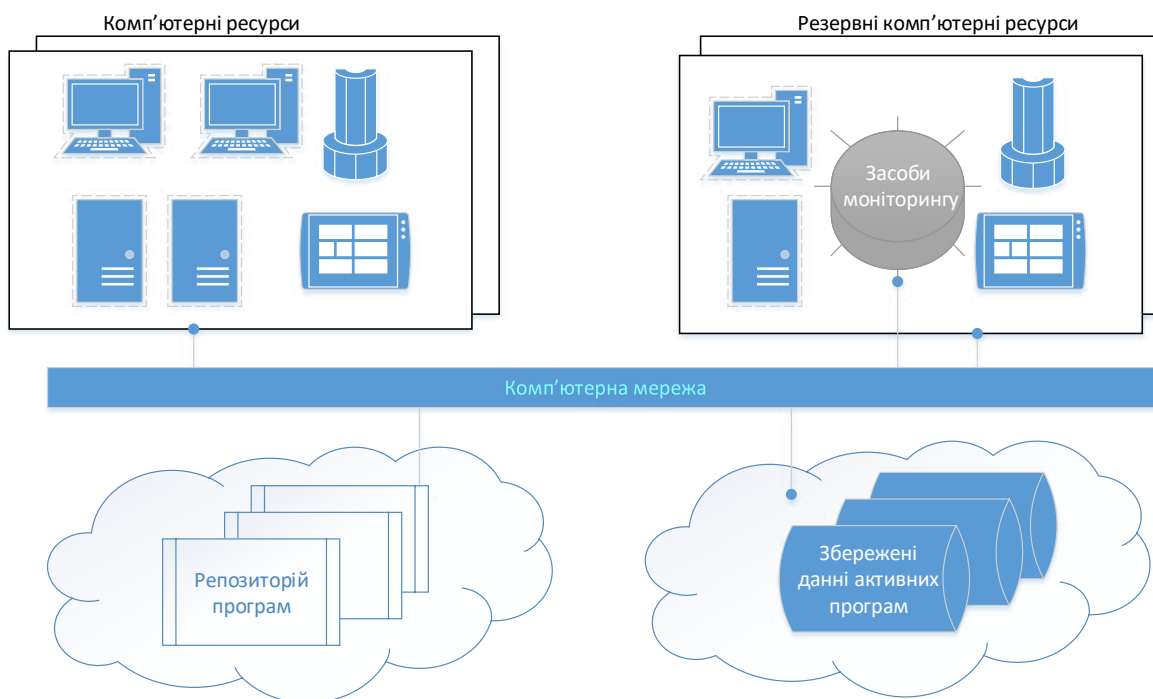 Комп’ютерні ресурси
Резервні комп’ютерні ресурси
Засоби
моніторингу
Комп’ютерна мережа
Репозиторій
програм
Збережені
данні активних
програм